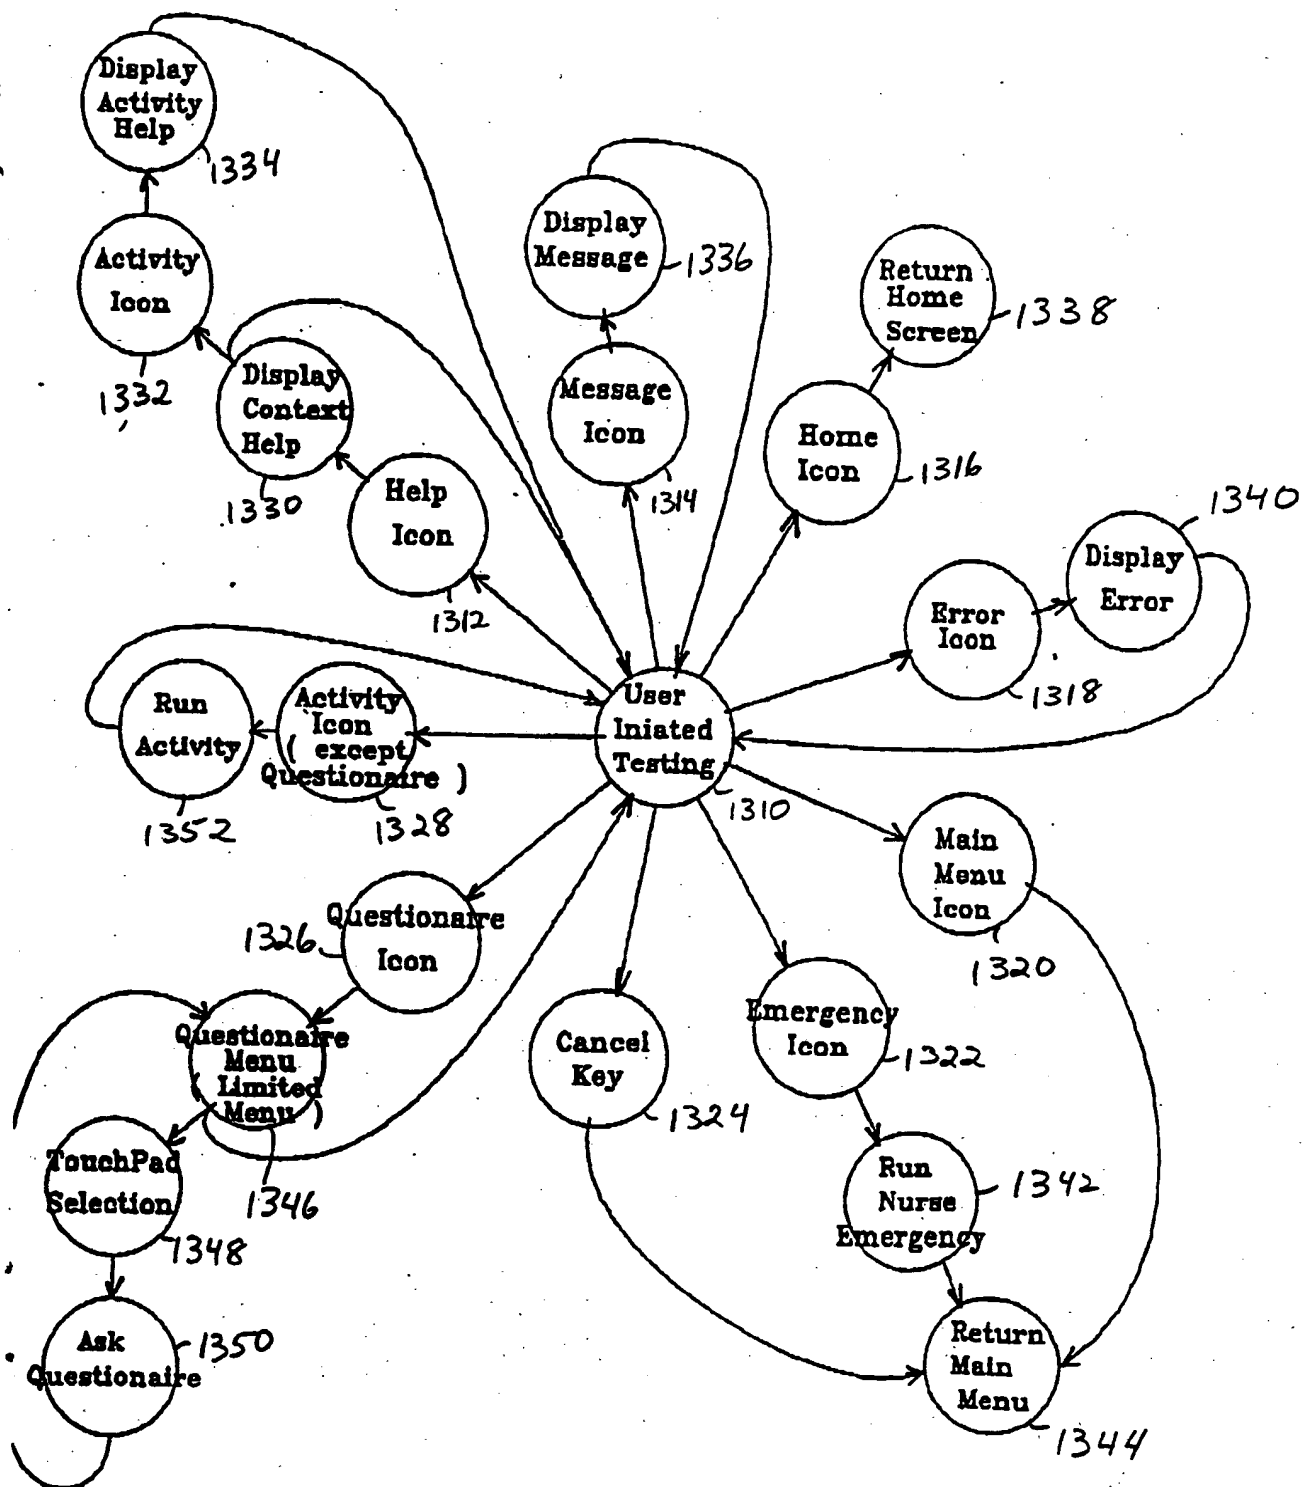 Display
Activity
Help
1334
Activity
Icon
1332
Display
Context
Help
1330
Help
Icon
1312
Display
Message
1336
Message
Icon
1314
Return
Home
Screen
1338
Home
Icon
1316
1340
Display
Error
Error
Icon
1318
User
Iniated
Testing
1310
Run
Activity
1352
Activity
Icon
( except
Questionaire )
1328
Questionaire
Icon
1326
Main
Menu
Icon
1320
Emergency
Icon
1322
Cancel
Key
1324
Questionaire
Menu
( Limited
Menu )
1346
TouchPad
Selection
1348
Run
Nurse
Emergency
1342
Ask
Questionaire
1350
Return
Main
Menu
1344